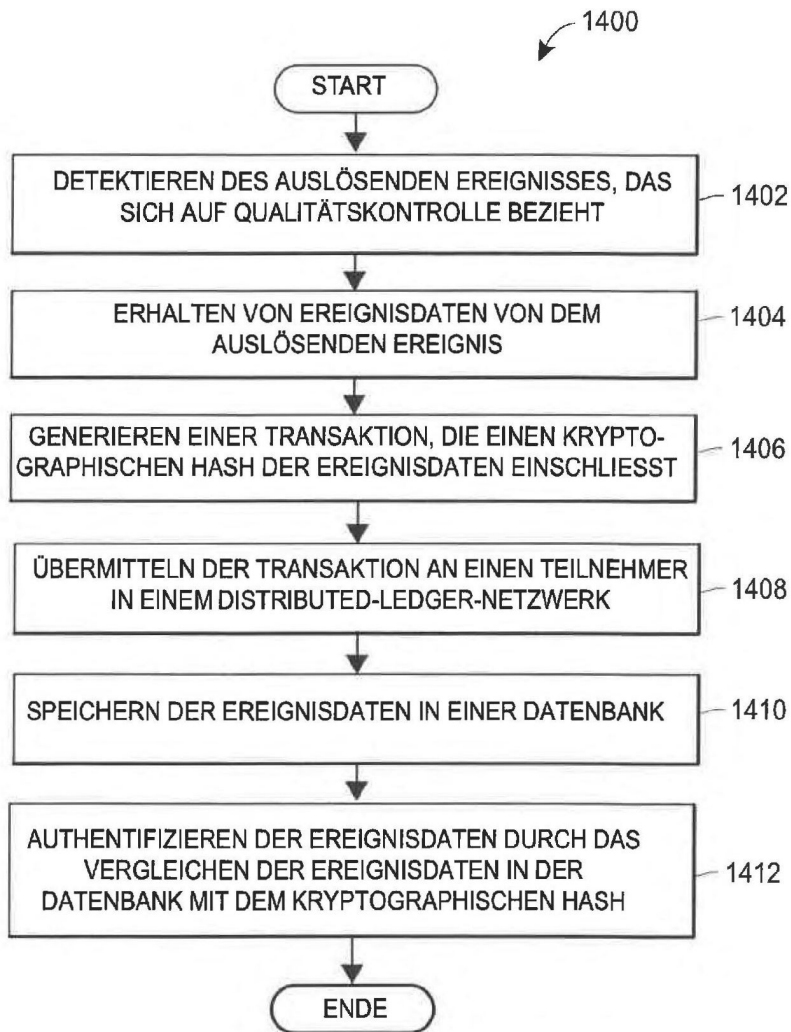 1400
START
DETEKTIEREN DES AUSLÖSENDEN EREIGNISSES, DAS
SICH AUF QUALITÄTSKONTROLLE BEZIEHT
1402
ERHALTEN VON EREIGNISDATEN VON DEM
AUSLÖSENDEN EREIGNIS
1404
GENERIEREN EINER TRANSAKTION, DIE EINEN KRYPTO-
GRAPHISCHEN HASH DER EREIGNISDATEN EINSCHLIESST
1406
ÜBERMITTELN DER TRANSAKTION AN EINEN TEILNEHMER
IN EINEM DISTRIBUTED-LEDGER-NETZWERK
1408
SPEICHERN DER EREIGNISDATEN IN EINER DATENBANK
1410
AUTHENTIFIZIEREN DER EREIGNISDATEN DURCH DAS
VERGLEICHEN DER EREIGNISDATEN IN DER
DATENBANK MIT DEM KRYPTOGRAPHISCHEN HASH
1412
ENDE